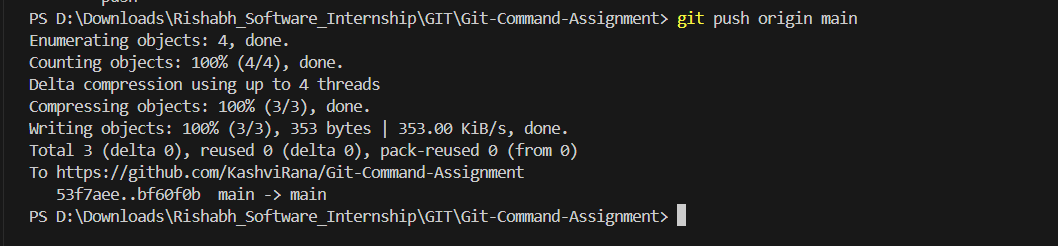 push
PS D:\Downloads\Rishabh_Software_Internship\GIT\Git-Command-Assignment> git push origin main
Enumerating objects: 4, done.
Counting objects: 100% (4/4), done.
Delta compression using up to 4 threads
Compressing objects: 100% (3/3), done.
Writing objects: 100% (3/3), 353 bytes | 353.00 KiB/s, done.
Total 3 (delta 0), reused 0 (delta 0), pack-reused 0 (from 0)
To https://github.com/KashviRana/Git-Command-Assignment
   53f7aee..bf60f0b  main -> main
PS D:\Downloads\Rishabh_Software_Internship\GIT\Git-Command-Assignment>